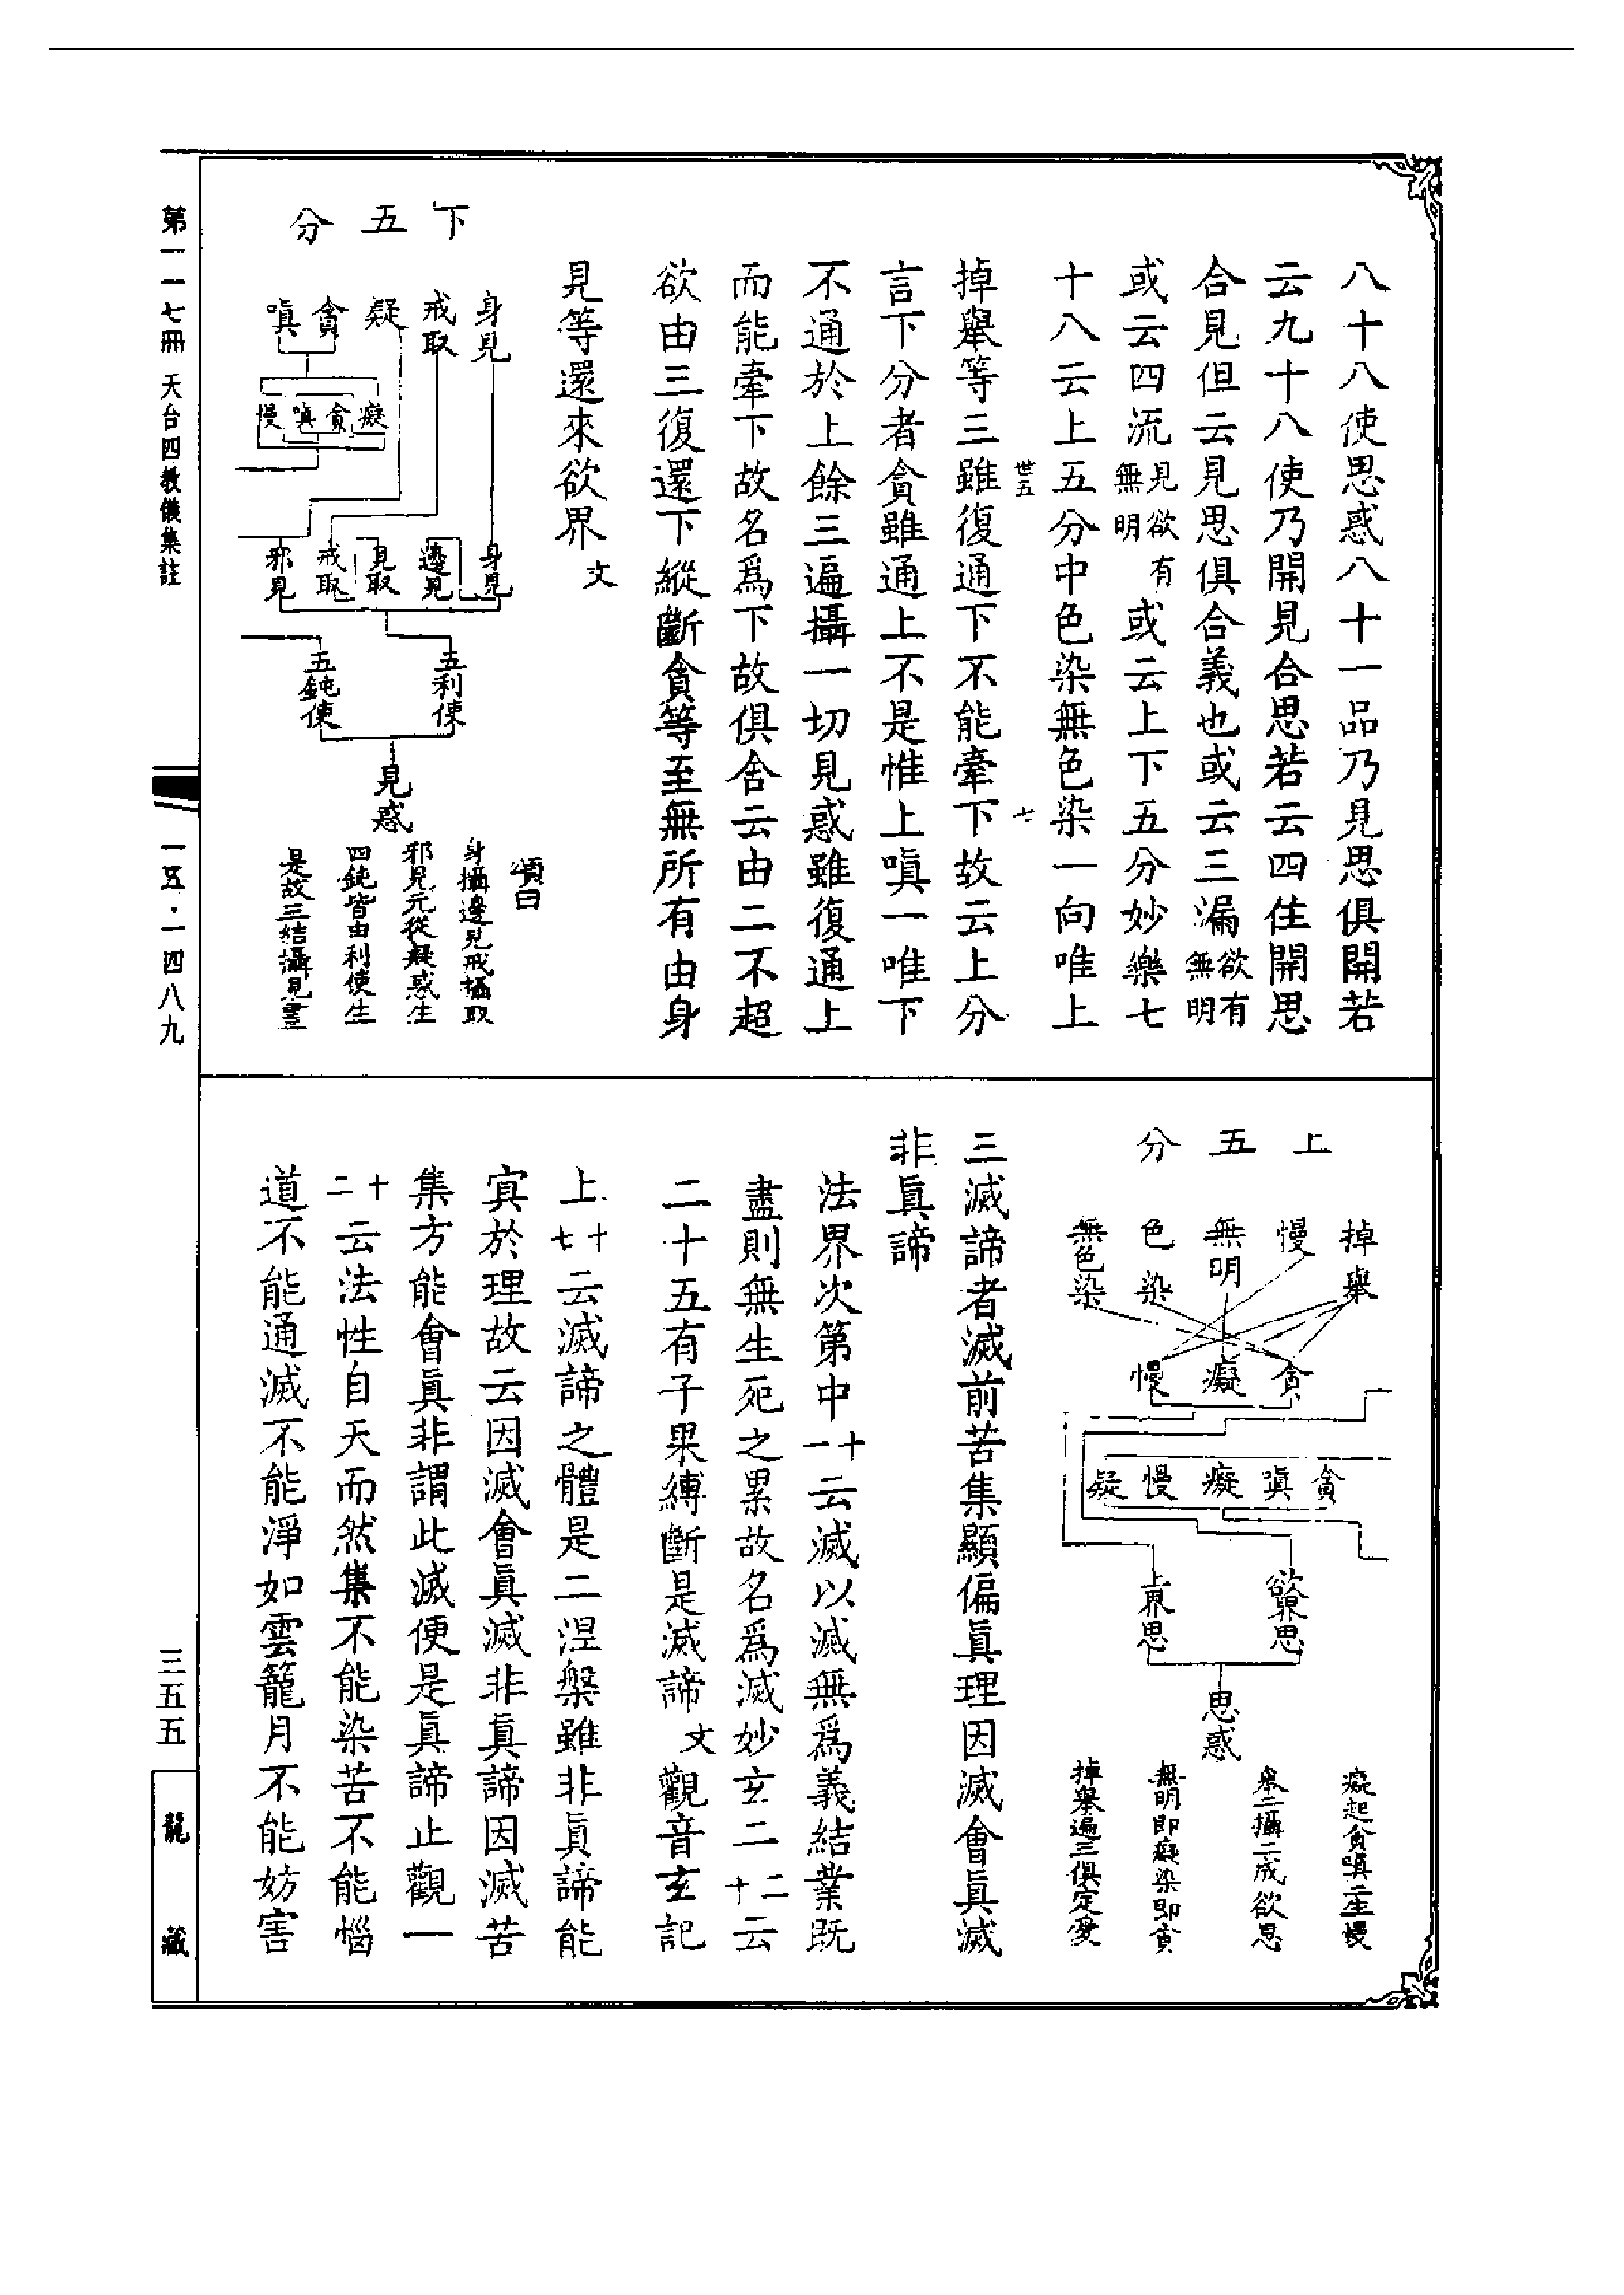 八十八使思惑八十一品乃見思俱開若
云九十八使乃開見合思若云四住開思
合見但云見思俱合義也或云三漏欲有無明
或云四流見欲有無明或云上下五分妙樂七
十八云上五分中色染無色染一向唯上
丗五
七
掉舉等三雖復通下不能牽下故云上分
言下分者貪雖通上不是惟上嗔一唯下
不通於上餘三遍攝一切見惑雖復通上
而能牽下故名為下故俱舍云由二不超
欲由三復還下縱斷貪等至無所有由身
見等還來欲界文
下五分
身見
戒取
疑
貪
嗔
癡
貪
嗔
慢
身見
邊見
見取
戒取
邪見
五利使
五鈍使
見惑
頌曰
身攝邊見戒攝取
邪見元從疑惑生
四鈍皆由利使生
是故三結攝見盡
上五分
掉舉
慢
無明
色染
無色染
貪
癡
慢
貪
嗔
癡
慢
疑
欲界思
上界思
思惑
癡起貪嗔二生慢
癡起貪嗔二生慢
無明即癡染即貪
掉舉遍三俱定愛
三滅諦者滅前苦集顯偏真理因滅會真滅
非真諦
法界次第中十一云滅以滅無為義結業既
盡則無生死之累故名為滅妙玄二二十云
二十五有子果縛斷是滅諦文觀音玄記
上十七云滅諦之體是二涅槃雖非真諦能
冥於理故云因滅會真滅非真諦因滅苦
集方能會真非謂此滅便是真諦止觀一
十二云法性自天而然集不能染苦不能惱
道不能通滅不能淨如雲籠月不能妨害
第一一七冊 天台四教儀集註
一五·一四八九
三五五
龍藏